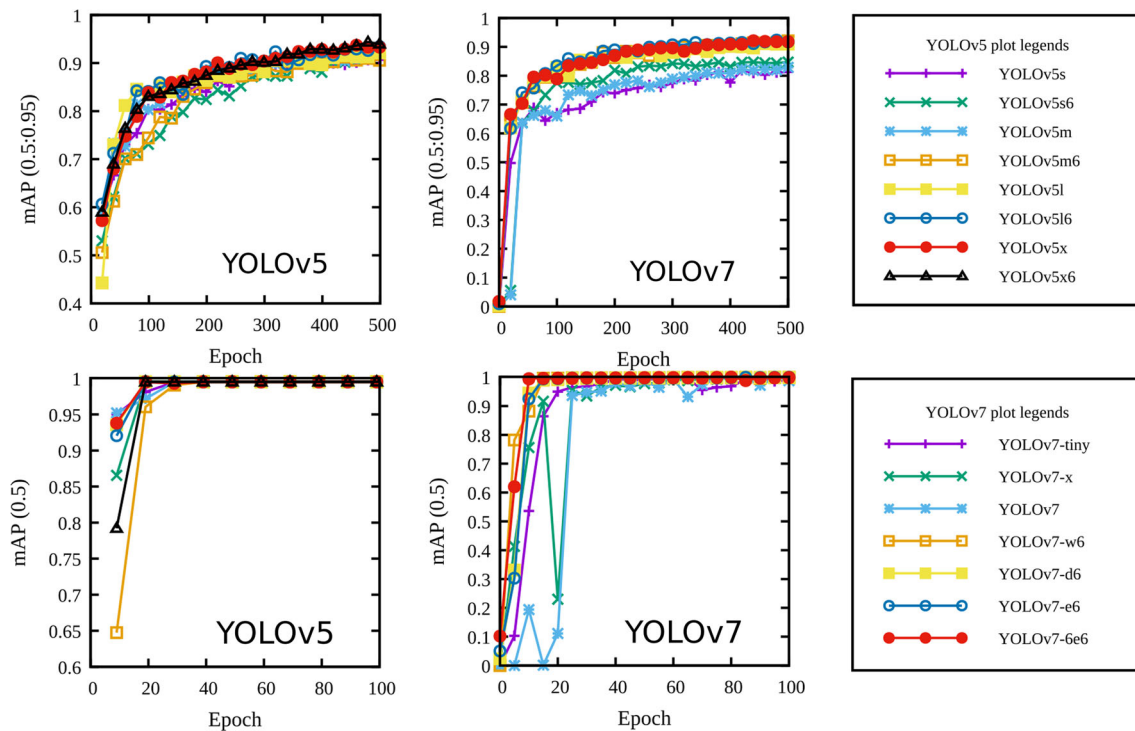 1
0.9
0.8
0.7
0.6
0.5
0.4
mAP (0.5:0.95)
YOLOv5
0 100 200 300 400 500
Epoch
1
0.9
0.8
0.7
0.6
0.5
0.4
0.3
0.2
0.1
0
mAP (0.5:0.95)
YOLOv7
0 100 200 300 400 500
Epoch
YOLOv5 plot legends
YOLOv5s
YOLOv5s6
YOLOv5m
YOLOv5m6
YOLOv5l
YOLOv5l6
YOLOv5x
YOLOv5x6
1
0.95
0.9
0.85
0.8
0.75
0.7
0.65
0.6
mAP (0.5)
YOLOv5
0 20 40 60 80 100
Epoch
1
0.9
0.8
0.7
0.6
0.5
0.4
0.3
0.2
0.1
0
mAP (0.5)
YOLOv7
0 20 40 60 80 100
Epoch
YOLOv7 plot legends
YOLOv7-tiny
YOLOv7-x
YOLOv7
YOLOv7-w6
YOLOv7-d6
YOLOv7-e6
YOLOv7-6e6